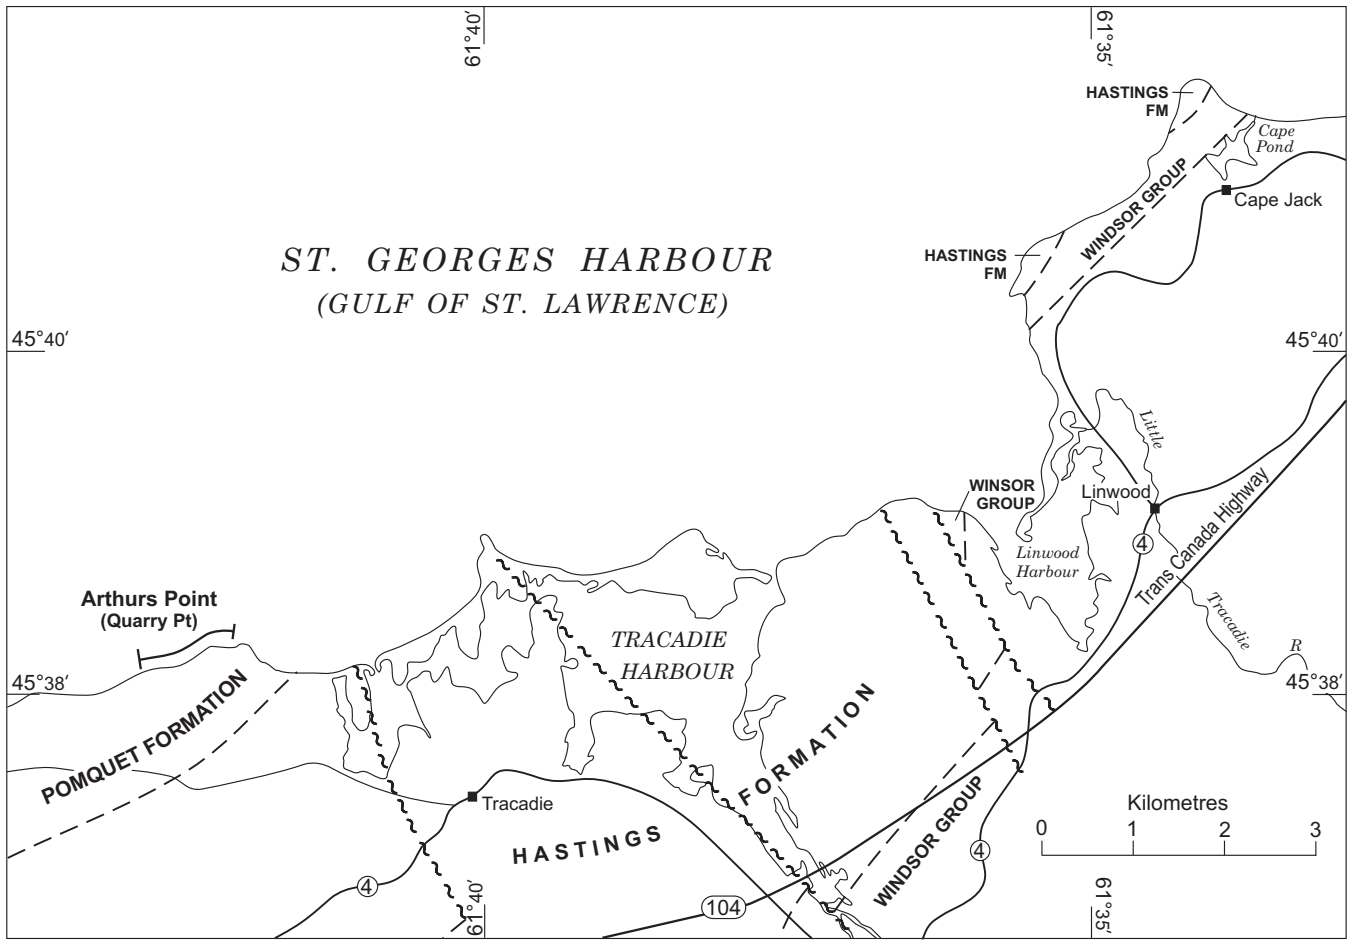 61°40′
61°35′
HASTINGS
FM
Cape
Pond
WINDSOR GROUP
Cape Jack
HASTINGS
FM
ST. GEORGES HARBOUR
(GULF OF ST. LAWRENCE)
45°40′
45°40′
Little
WINSOR
GROUP
Linwood
Linwood
Harbour
4
Trans Canada Highway
Arthurs Point
(Quarry Pt)
TRACADIE
HARBOUR
Tracadie
R
45°38′
45°38′
POMQUET FORMATION
FORMATION
Tracadie
HASTINGS
WINDSOR GROUP
Kilometres
0 1 2 3
4
4
104
61°40′
61°35′